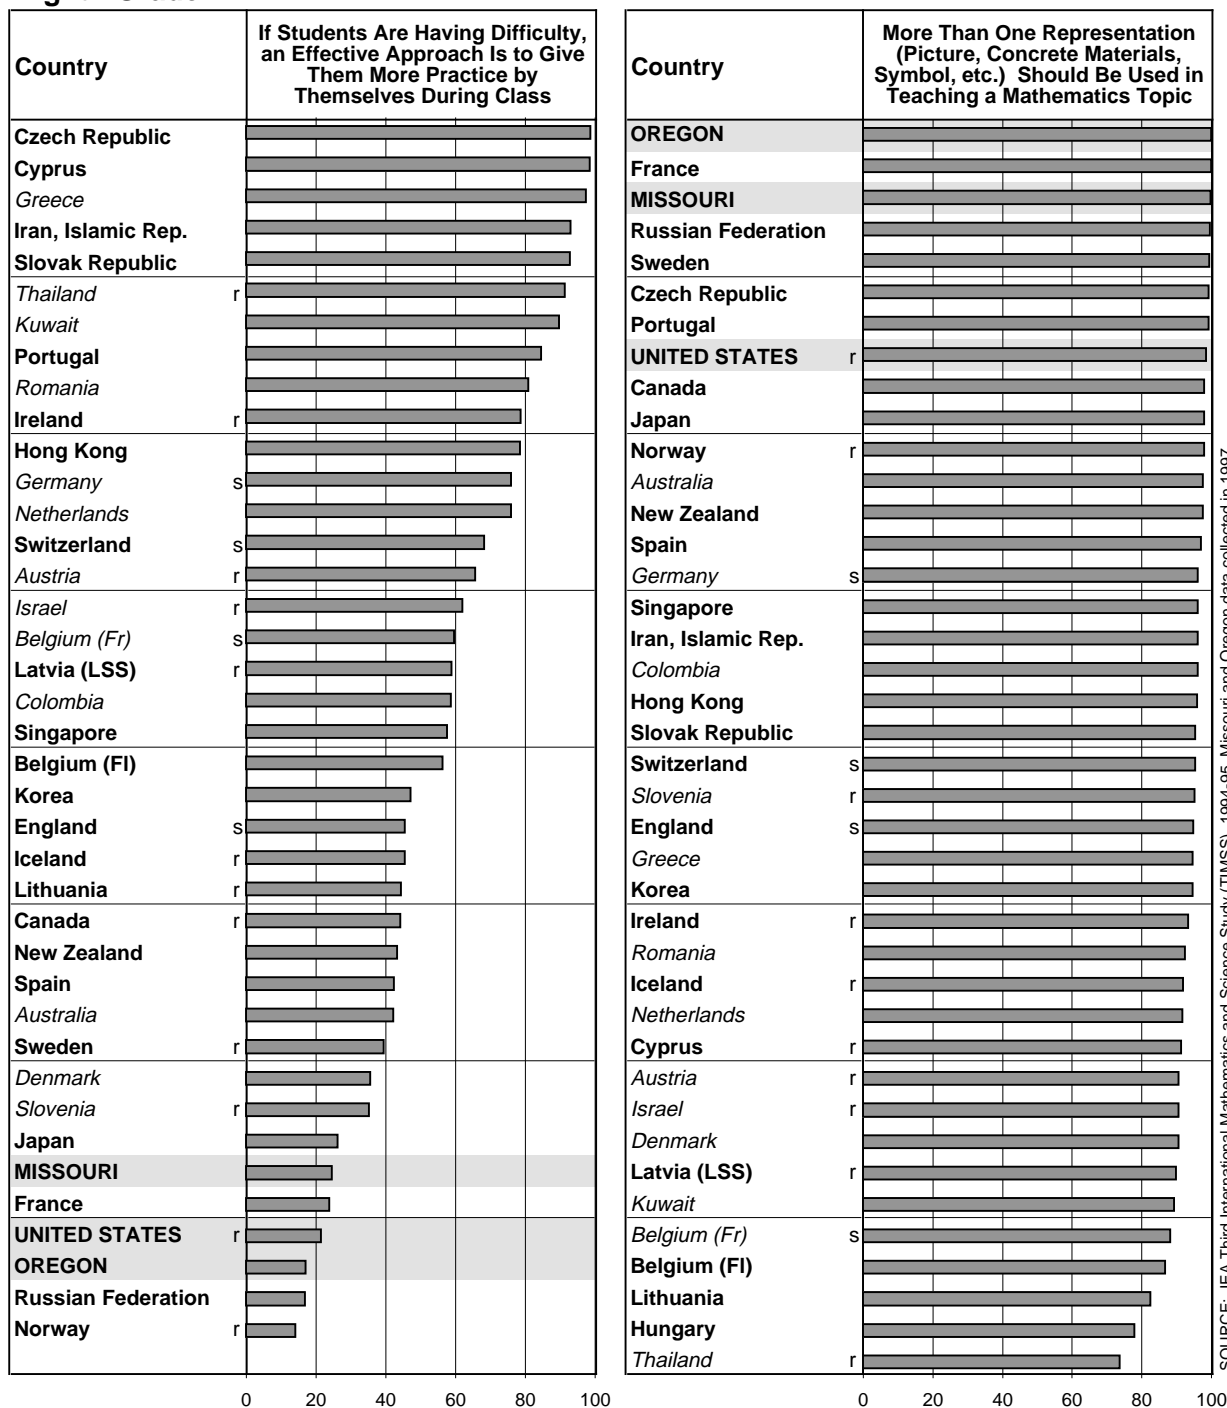 Country
If Students Are Having Difficulty,
an Effective Approach Is to Give
Them More Practice by
Themselves During Class
Czech Republic
Cyprus
Greece
Iran, Islamic Rep.
Slovak Republic
Thailand r
Kuwait
Portugal
Romania
Ireland r
Hong Kong
Germany s
Netherlands
Switzerland s
Austria r
Israel r
Belgium (Fr) s
Latvia (LSS) r
Colombia
Singapore
Belgium (Fl)
Korea
England s
Iceland r
Lithuania r
Canada r
New Zealand
Spain
Australia
Sweden r
Denmark
Slovenia r
Japan
MISSOURI
France
UNITED STATES r
OREGON
Russian Federation
Norway r
0 20 40 60 80 100
Country
More Than One Representation
(Picture, Concrete Materials,
Symbol, etc.) Should Be Used in
Teaching a Mathematics Topic
OREGON
France
MISSOURI
Russian Federation
Sweden
Czech Republic
Portugal
UNITED STATES r
Canada
Japan
Norway r
Australia
New Zealand
Spain
Germany s
Singapore
Iran, Islamic Rep.
Colombia
Hong Kong
Slovak Republic
Switzerland s
Slovenia r
England s
Greece
Korea
Ireland r
Romania
Iceland r
Netherlands
Cyprus r
Austria r
Israel r
Denmark
Latvia (LSS) r
Kuwait
Belgium (Fr) s
Belgium (Fl)
Lithuania
Hungary
Thailand r
0 20 40 60 80 100
SOURCE: IEA Third International Mathematics and Science Study (TIMSS), 1994-95. Missouri and Oregon data collected in 1997.